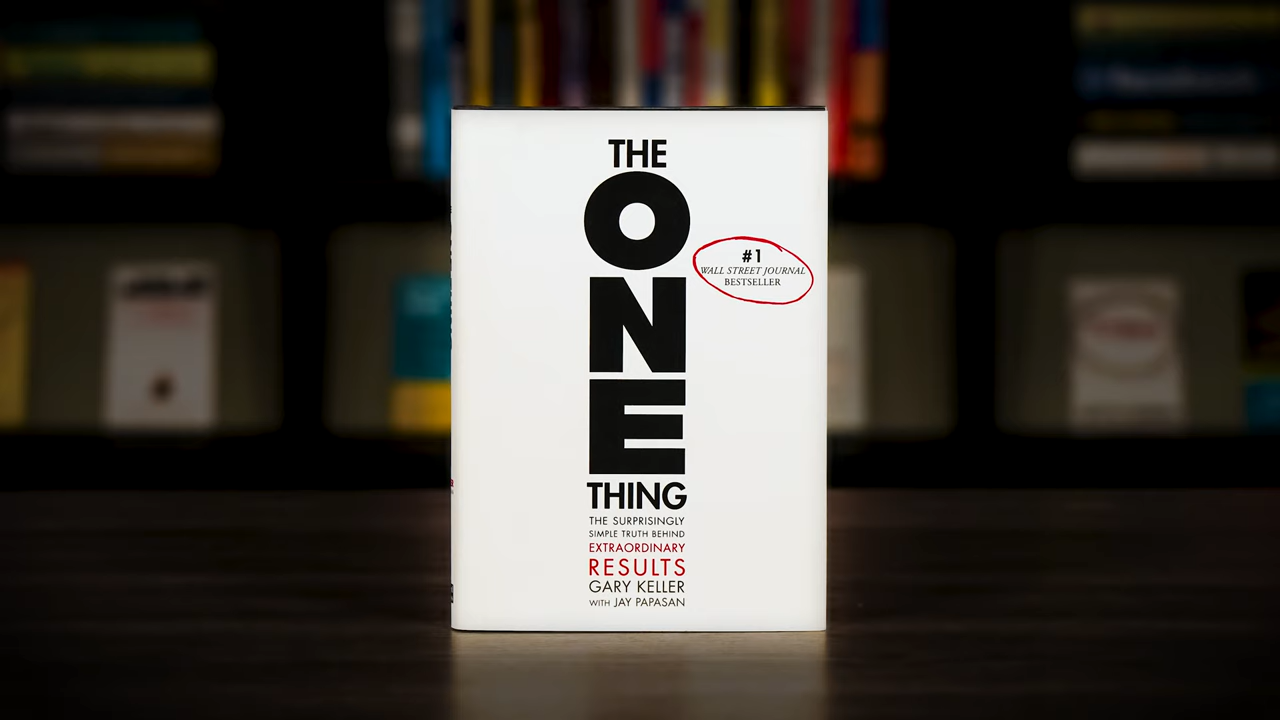 THE
ONE
THING
#1
WALL STREET JOURNAL
BESTSELLER
THE SURPRISINGLY
SIMPLE TRUTH BEHIND
EXTRAORDINARY
RESULTS
GARY KELLER
WITH JAY PAPASAN